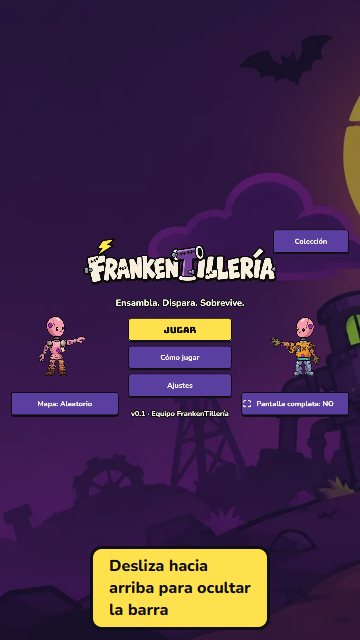 Colección
FRANKENTILLERÍA
Ensambla. Dispara. Sobrevive.
JUGAR
Cómo jugar
Ajustes
Mapa: Aleatorio
Pantalla completa: NO
v0.1 · Equipo FrankenTillería
Desliza hacia
arriba para ocultar
la barra